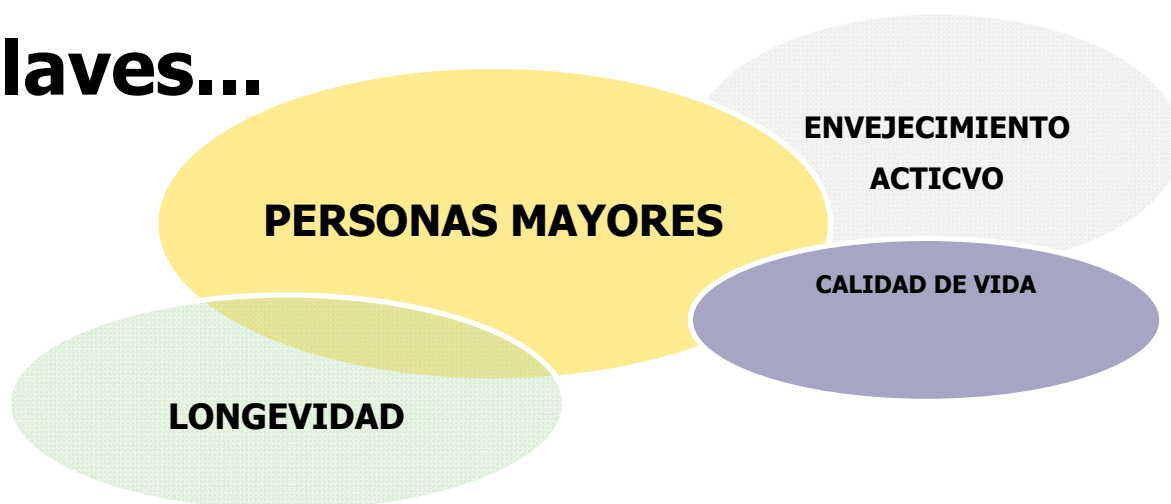 laves...
ENVEJECIMIENTO
ACTICVO
PERSONAS MAYORES
CALIDAD DE VIDA
LONGEVIDAD